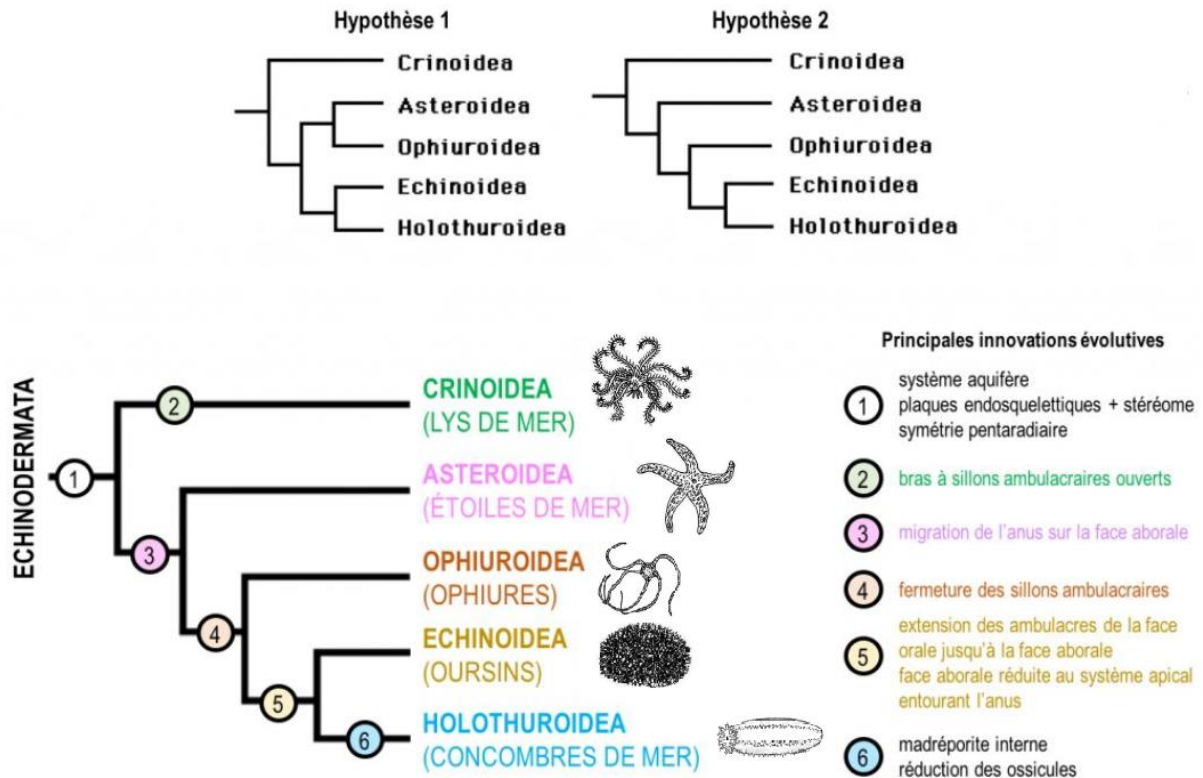 Hypothèse 1
Crinoidea
Asteroidea
Ophiuroidea
Echinoidea
Holothuroidea
Hypothèse 2
Crinoidea
Asteroidea
Ophiuroidea
Echinoidea
Holothuroidea
ECHINODERMATA
1
2
3
4
5
6
CRINOIDEA
(LYS DE MER)
ASTEROIDEA
(ÉTOILES DE MER)
OPHIUROIDEA
(OPHIURES)
ECHINOIDEA
(OURSINS)
HOLOTHUROIDEA
(CONCOMBRES DE MER)
Principales innovations évolutives
1
système aquifère
plaques endosquelettiques + stéréome
symétrie pentaradiaire
2
bras à sillons ambulacraires ouverts
3
migration de l'anus sur la face aborale
4
fermeture des sillons ambulacraires
5
extension des ambulacres de la face
orale jusqu'à la face aborale
face aborale réduite au système apical
entourant l'anus
6
madréporite interne
réduction des ossicules